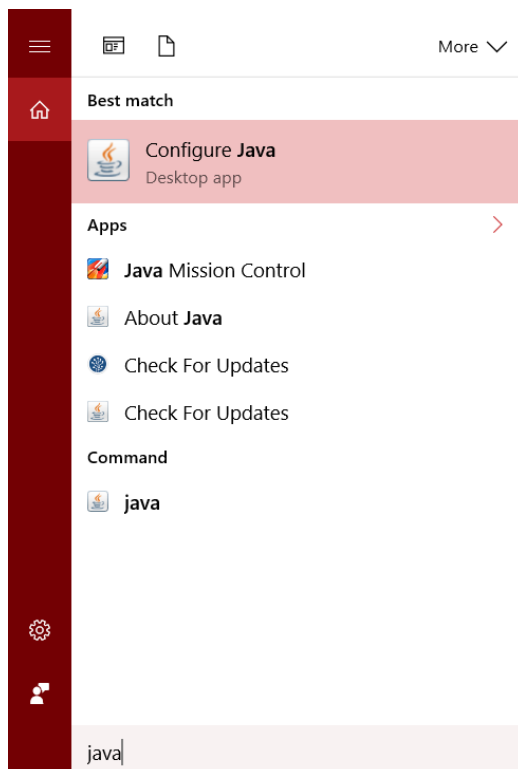 More
Best match
Configure Java
Desktop app
Apps
Java Mission Control
About Java
Check For Updates
Check For Updates
Command
java
java